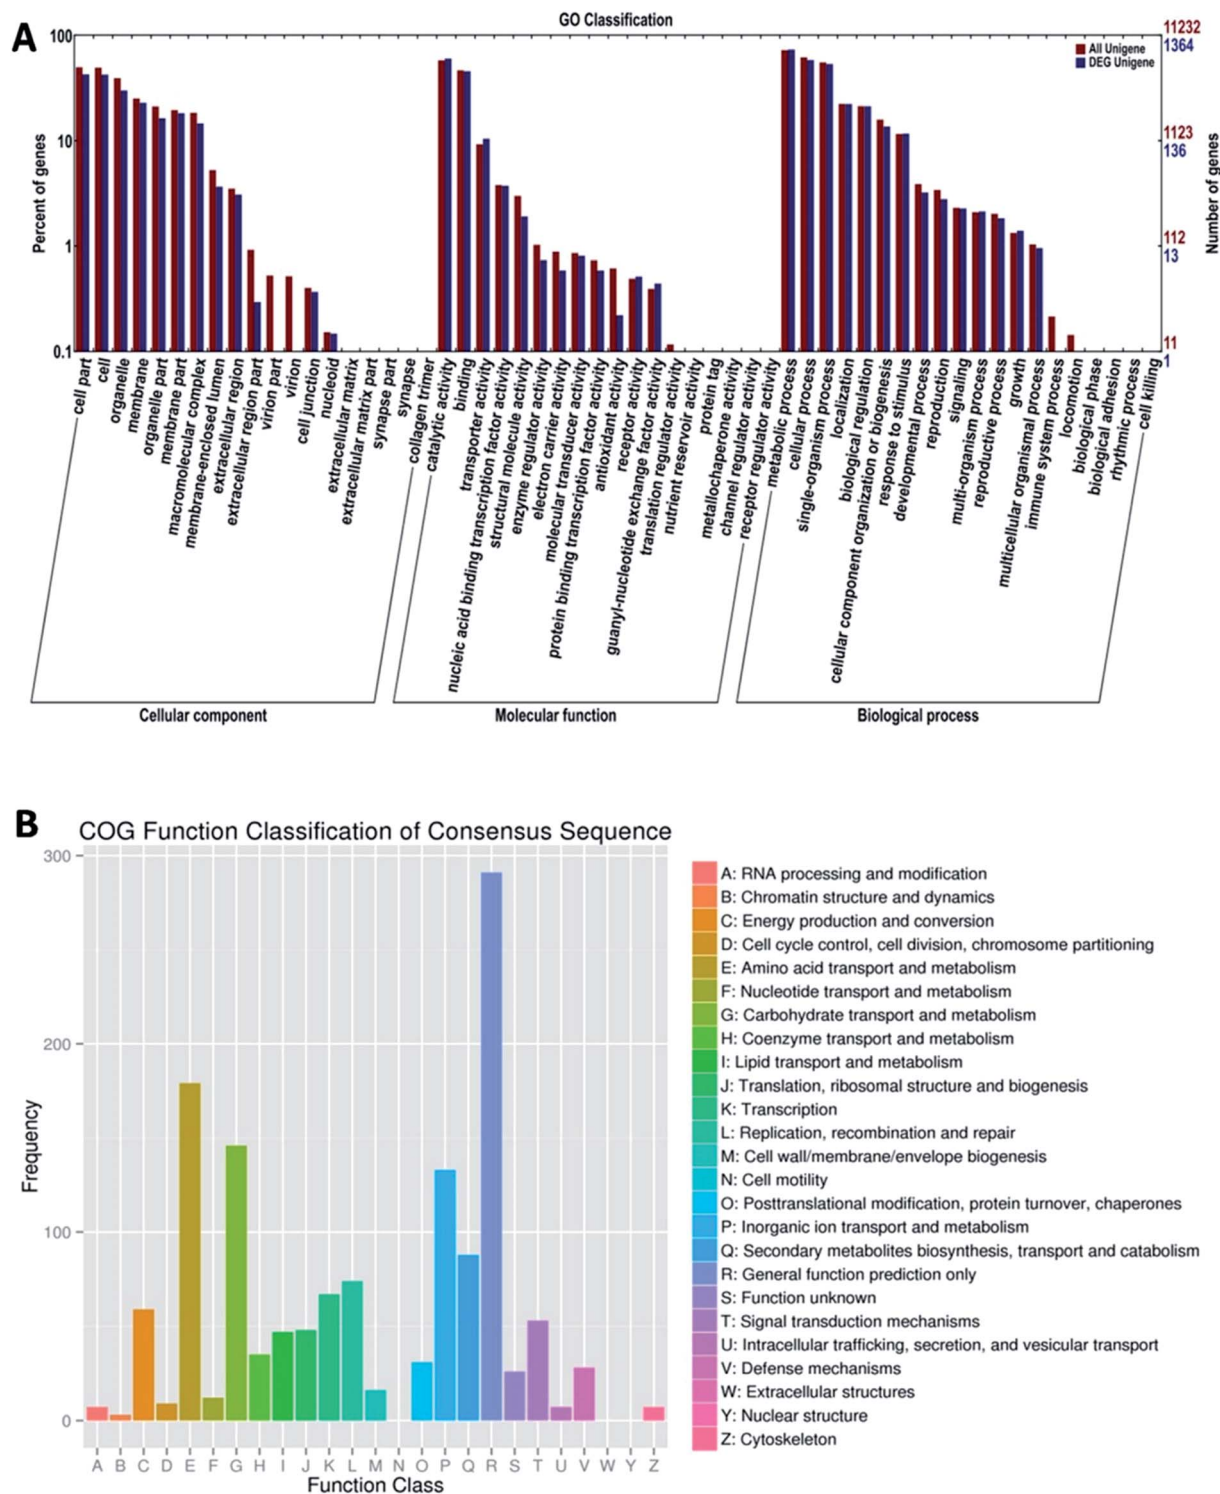 A
GO Classification
100
10
1
0.1
Percent of genes
11232
1364
1123
136
112
13
11
1
Number of genes
All Unigene
DEG Unigene
cell part
cell
organelle
membrane
organelle part
membrane part
macromolecular complex
membrane-enclosed lumen
extracellular region
extracellular region part
virion part
virion
cell junction
nucleoid
extracellular matrix
extracellular matrix part
synapse part
synapse
collagen trimer
catalytic activity
binding
transporter activity
nucleic acid binding transcription factor activity
structural molecule activity
enzyme regulator activity
electron carrier activity
molecular transducer activity
protein binding transcription factor activity
antioxidant activity
receptor activity
guanyl-nucleotide exchange factor activity
translation regulator activity
nutrient reservoir activity
protein tag
metallochaperone activity
channel regulator activity
receptor regulator activity
metabolic process
cellular process
single-organism process
localization
biological regulation
cellular component organization or biogenesis
response to stimulus
developmental process
reproduction
signaling
multi-organism process
reproductive process
growth
multicellular organismal process
immune system process
locomotion
biological phase
biological adhesion
rhythmic process
cell killing
Cellular component
Molecular function
Biological process
B
COG Function Classification of Consensus Sequence
300
200
100
0
Frequency
A B C D E F G H I J K L M N O P Q R S T U V W Y Z
Function Class
A: RNA processing and modification
B: Chromatin structure and dynamics
C: Energy production and conversion
D: Cell cycle control, cell division, chromosome partitioning
E: Amino acid transport and metabolism
F: Nucleotide transport and metabolism
G: Carbohydrate transport and metabolism
H: Coenzyme transport and metabolism
I: Lipid transport and metabolism
J: Translation, ribosomal structure and biogenesis
K: Transcription
L: Replication, recombination and repair
M: Cell wall/membrane/envelope biogenesis
N: Cell motility
O: Posttranslational modification, protein turnover, chaperones
P: Inorganic ion transport and metabolism
Q: Secondary metabolites biosynthesis, transport and catabolism
R: General function prediction only
S: Function unknown
T: Signal transduction mechanisms
U: Intracellular trafficking, secretion, and vesicular transport
V: Defense mechanisms
W: Extracellular structures
Y: Nuclear structure
Z: Cytoskeleton